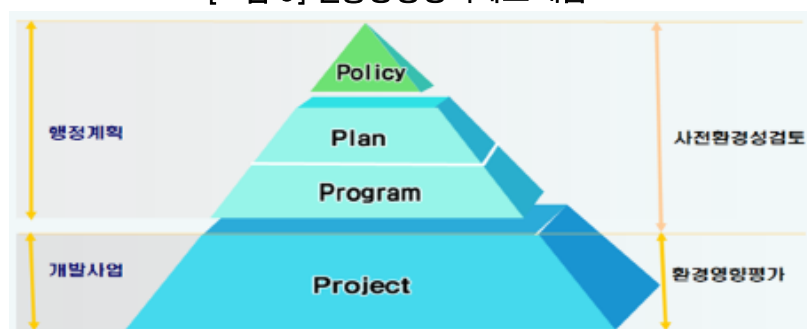 Policy
행정계획
Plan
사전환경성검토
Program
개발사업
Project
환경영향평가